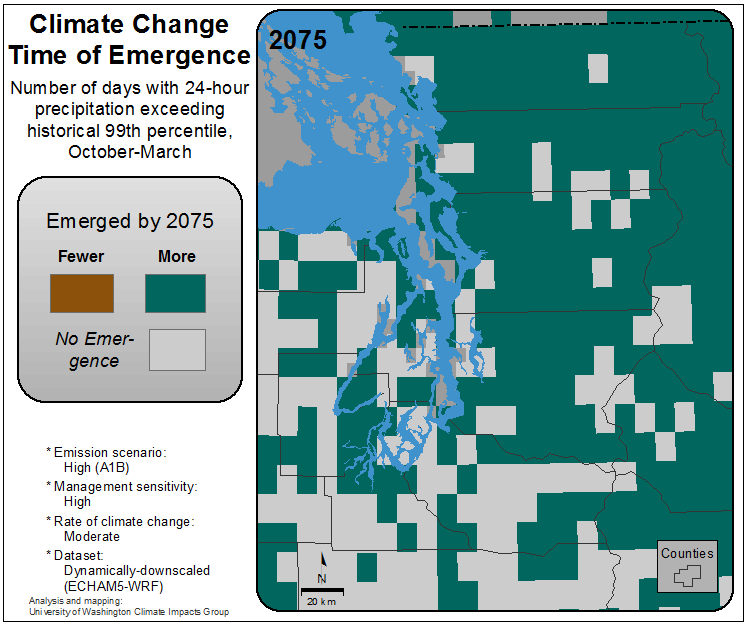 Climate Change
Time of Emergence
Number of days with 24-hour
precipitation exceeding
historical 99th percentile,
October-March
Emerged by 2075
Fewer
More
No Emer-
gence
* Emission scenario:
High (A1B)
* Management sensitivity:
High
* Rate of climate change:
Moderate
* Dataset:
Dynamically-downscaled
(ECHAM5-WRF)
Analysis and mapping:
University of Washington Climate Impacts Group
2075
N
20 km
Counties